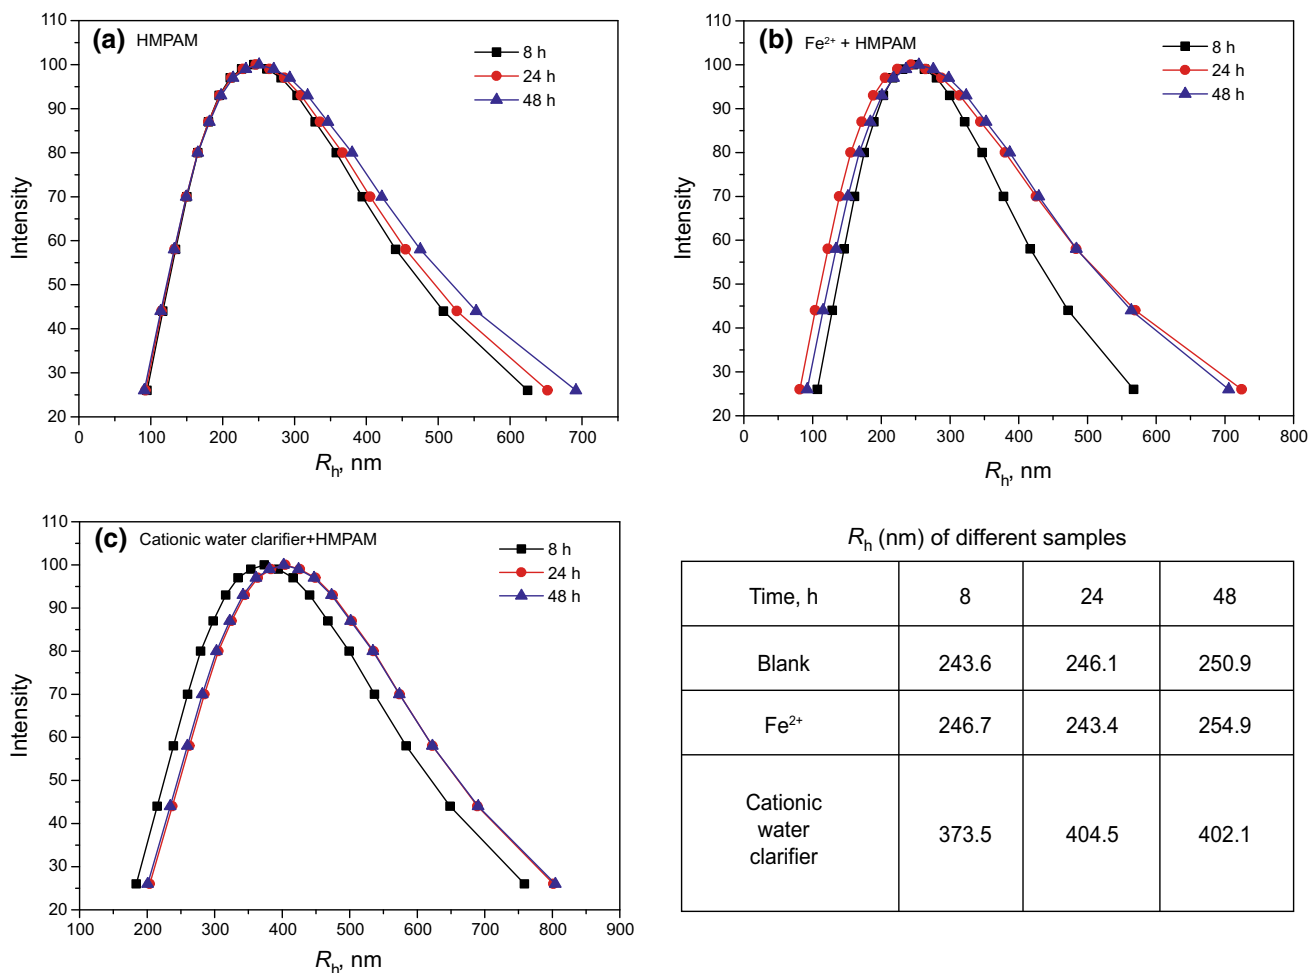 (a) HMPAM
8 h
24 h
48 h
Intensity
110
100
90
80
70
60
50
40
30
20
0 100 200 300 400 500 600 700
Rh, nm
(b) Fe²⁺ + HMPAM
8 h
24 h
48 h
Intensity
110
100
90
80
70
60
50
40
30
20
0 100 200 300 400 500 600 700 800
Rh, nm
(c) Cationic water clarifier+HMPAM
8 h
24 h
48 h
Intensity
110
100
90
80
70
60
50
40
30
20
100 200 300 400 500 600 700 800 900
Rh, nm
Rh (nm) of different samples
Time, h 8 24 48
Blank 243.6 246.1 250.9
Fe²⁺ 246.7 243.4 254.9
Cationic
water 373.5 404.5 402.1
clarifier